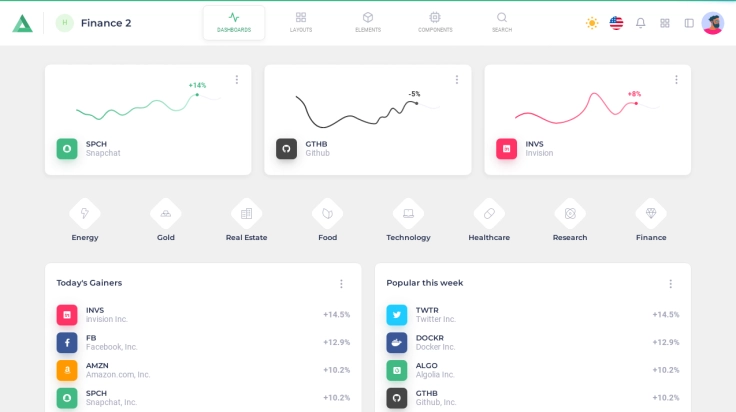 H
Finance 2
DASHBOARDS
LAYOUTS
ELEMENTS
COMPONENTS
SEARCH
+14%
SPCH
Snapchat
-5%
GTHB
Github
+8%
INVS
Invision
Energy
Gold
Real Estate
Food
Technology
Healthcare
Research
Finance
Today's Gainers
INVS
invision Inc.
+14.5%
FB
Facebook, Inc.
+12.9%
AMZN
Amazon.com, Inc.
+10.2%
SPCH
Snapchat, Inc.
+10.2%
Popular this week
TWTR
Twitter Inc.
+14.5%
DOCKR
Docker Inc.
+12.9%
ALGO
Algolia Inc.
+10.2%
GTHB
Github, Inc.
+10.2%